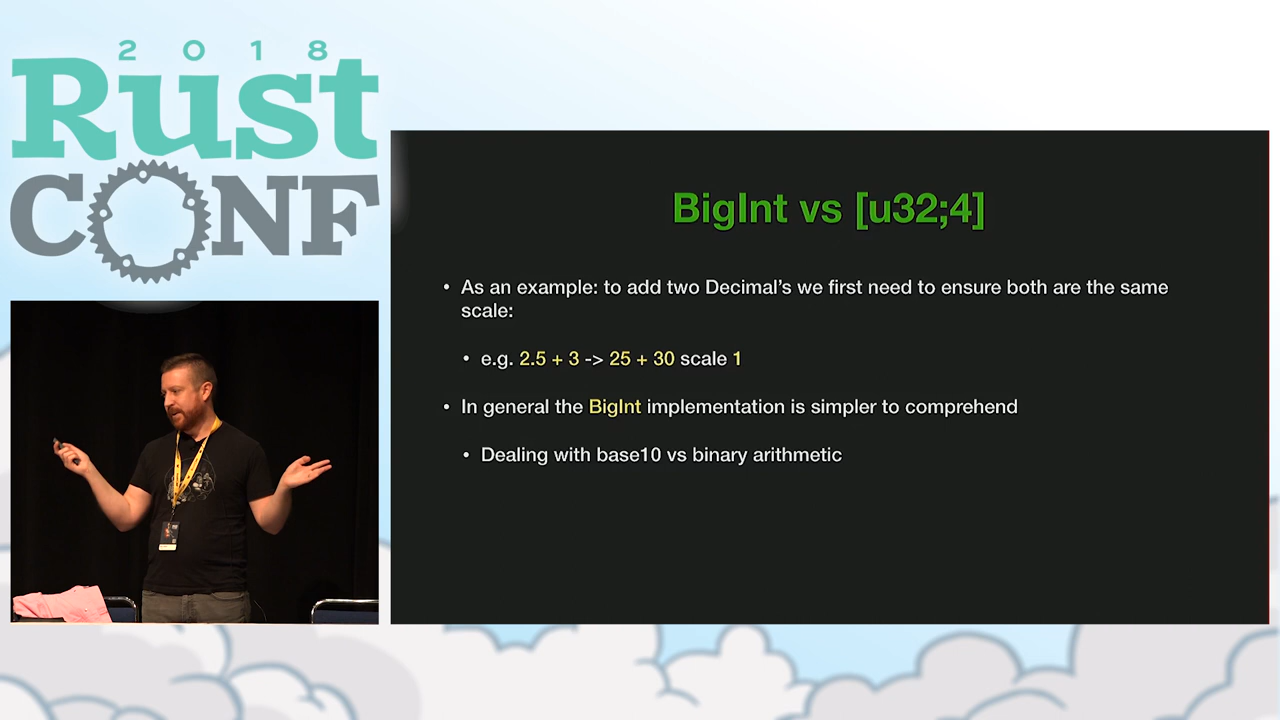 2018
Rust
CONF
BigInt vs [u32;4]
• As an example: to add two Decimal's we first need to ensure both are the same
scale:
• e.g. 2.5 + 3 -> 25 + 30 scale 1
• In general the BigInt implementation is simpler to comprehend
• Dealing with base10 vs binary arithmetic